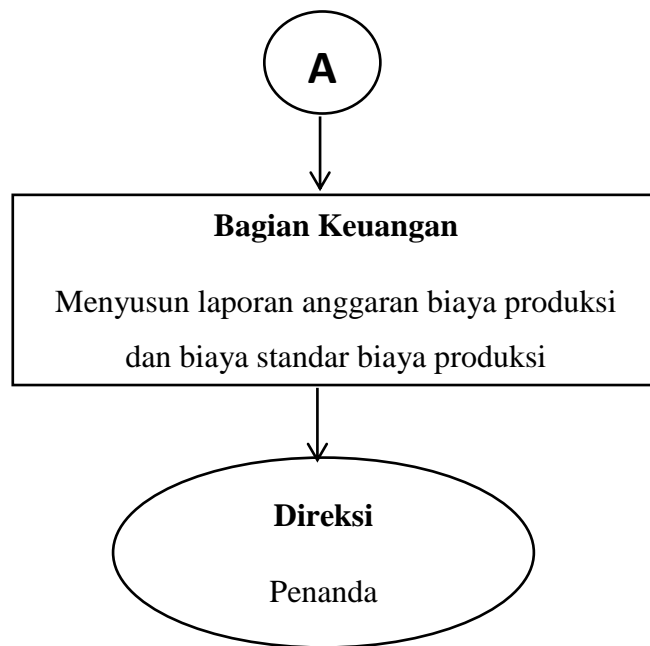 A
Bagian Keuangan
Menyusun laporan anggaran biaya produksi
dan biaya standar biaya produksi
Direksi
Penanda